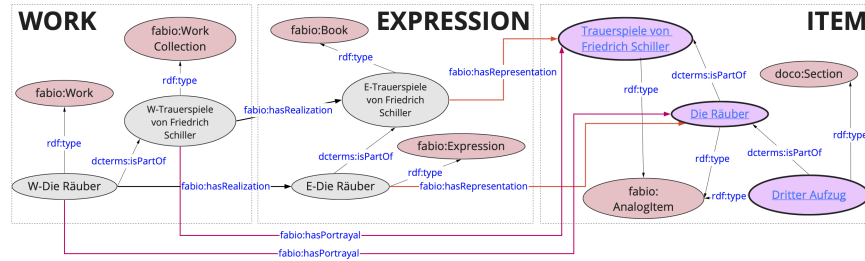 WORK
EXPRESSION
ITEM
fabio:Work
Collection
fabio:Book
Trauerspiele von
Friedrich Schiller
rdf:type
rdf:type
fabio:hasRepresentation
dcterms:isPartOf
doco:Section
fabio:Work
rdf:type
E-Trauerspiele
von Friedrich
Schiller
rdf:type
W-Trauerspiele
von Friedrich
Schiller
fabio:hasRealization
Die Räuber
rdf:type
fabio:Expression
rdf:type
dcterms:isPartOf
dcterms:isPartOf
dcterms:isPartOf
rdf:type
rdf:type
W-Die Räuber
fabio:hasRealization
E-Die Räuber
fabio:hasRepresentation
fabio:
AnalogItem
rdf:type
Dritter Aufzug
fabio:hasPortrayal
fabio:hasPortrayal